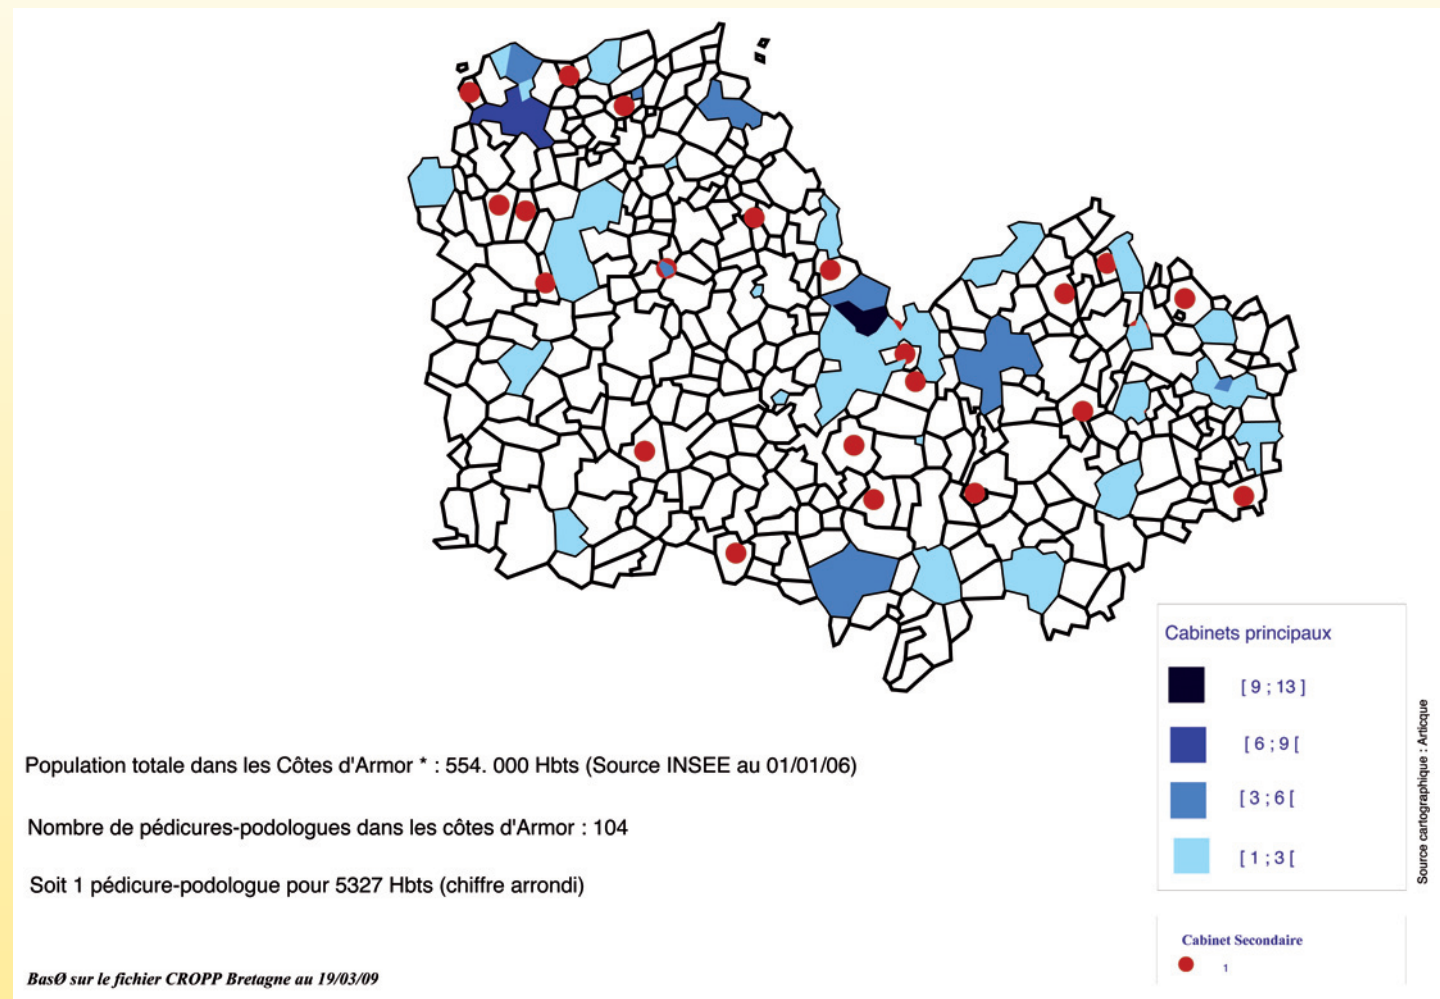 Cabinets principaux
[ 9 ; 13 ]
[ 6 ; 9 [
[ 3 ; 6 [
[ 1 ; 3 [
Source cartographique : Articque
Population totale dans les Côtes d'Armor * : 554. 000 Hbts (Source INSEE au 01/01/06)
Nombre de pédicures-podologues dans les côtes d'Armor : 104
Soit 1 pédicure-podologue pour 5327 Hbts (chiffre arrondi)
Cabinet Secondaire
1
BasØ sur le fichier CROPP Bretagne au 19/03/09